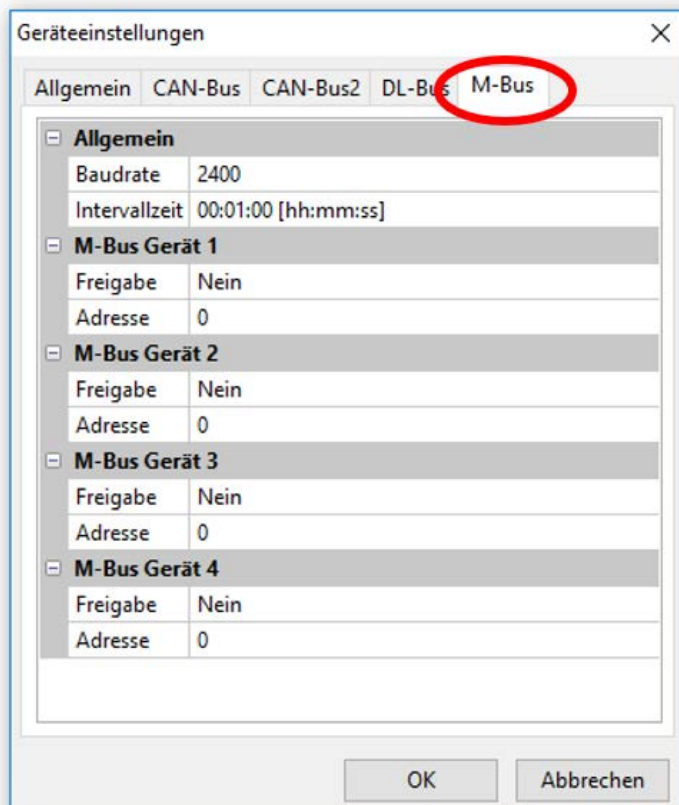 Geräteeinstellungen
Allgemein CAN-Bus CAN-Bus2 DL-Bus M-Bus
Allgemein
Baudrate 2400
Intervallzeit 00:01:00 [hh:mm:ss]
M-Bus Gerät 1
Freigabe Nein
Adresse 0
M-Bus Gerät 2
Freigabe Nein
Adresse 0
M-Bus Gerät 3
Freigabe Nein
Adresse 0
M-Bus Gerät 4
Freigabe Nein
Adresse 0
OK Abbrechen